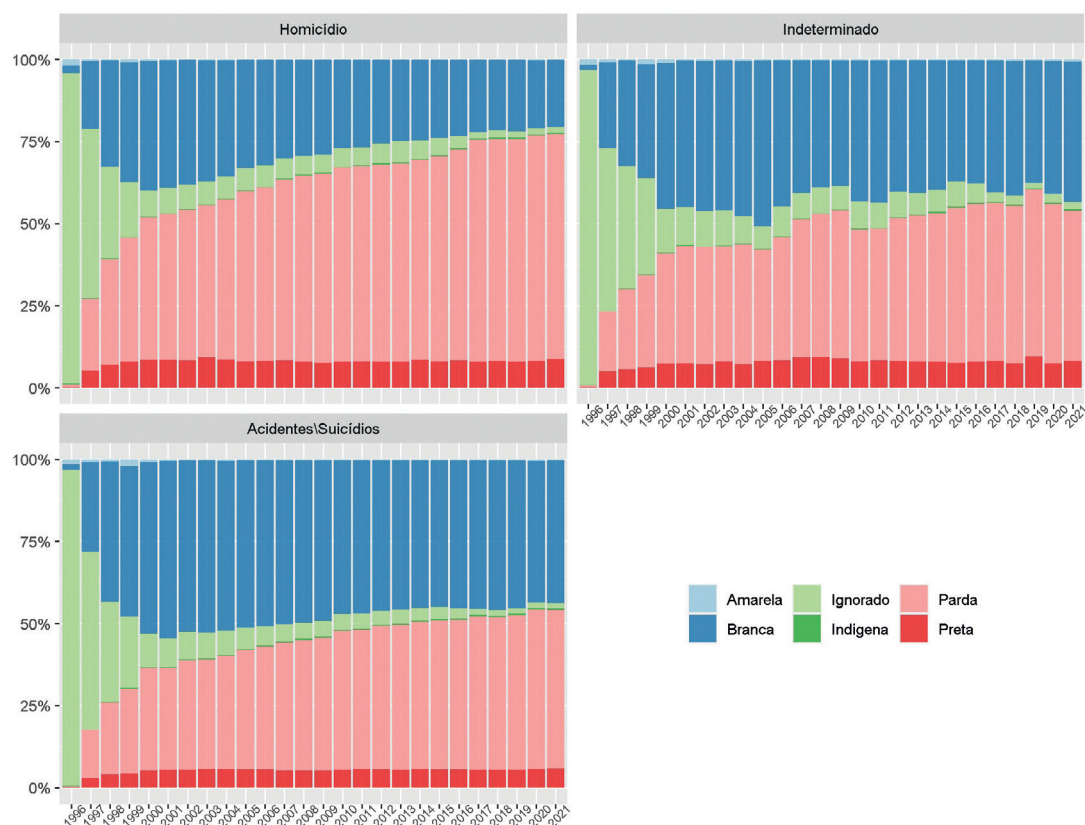 Homicídio
Indeterminado
100%
75%
50%
25%
0%
1996 1997 1998 1999 2000 2001 2002 2003 2004 2005 2006 2007 2008 2009 2010 2011 2012 2013 2014 2015 2016 2017 2018 2019 2020 2021
Acidentes\Suicídios
100%
75%
50%
25%
0%
1996 1997 1998 1999 2000 2001 2002 2003 2004 2005 2006 2007 2008 2009 2010 2011 2012 2013 2014 2015 2016 2017 2018 2019 2020 2021
Amarela Ignorado Parda
Branca Indigena Preta